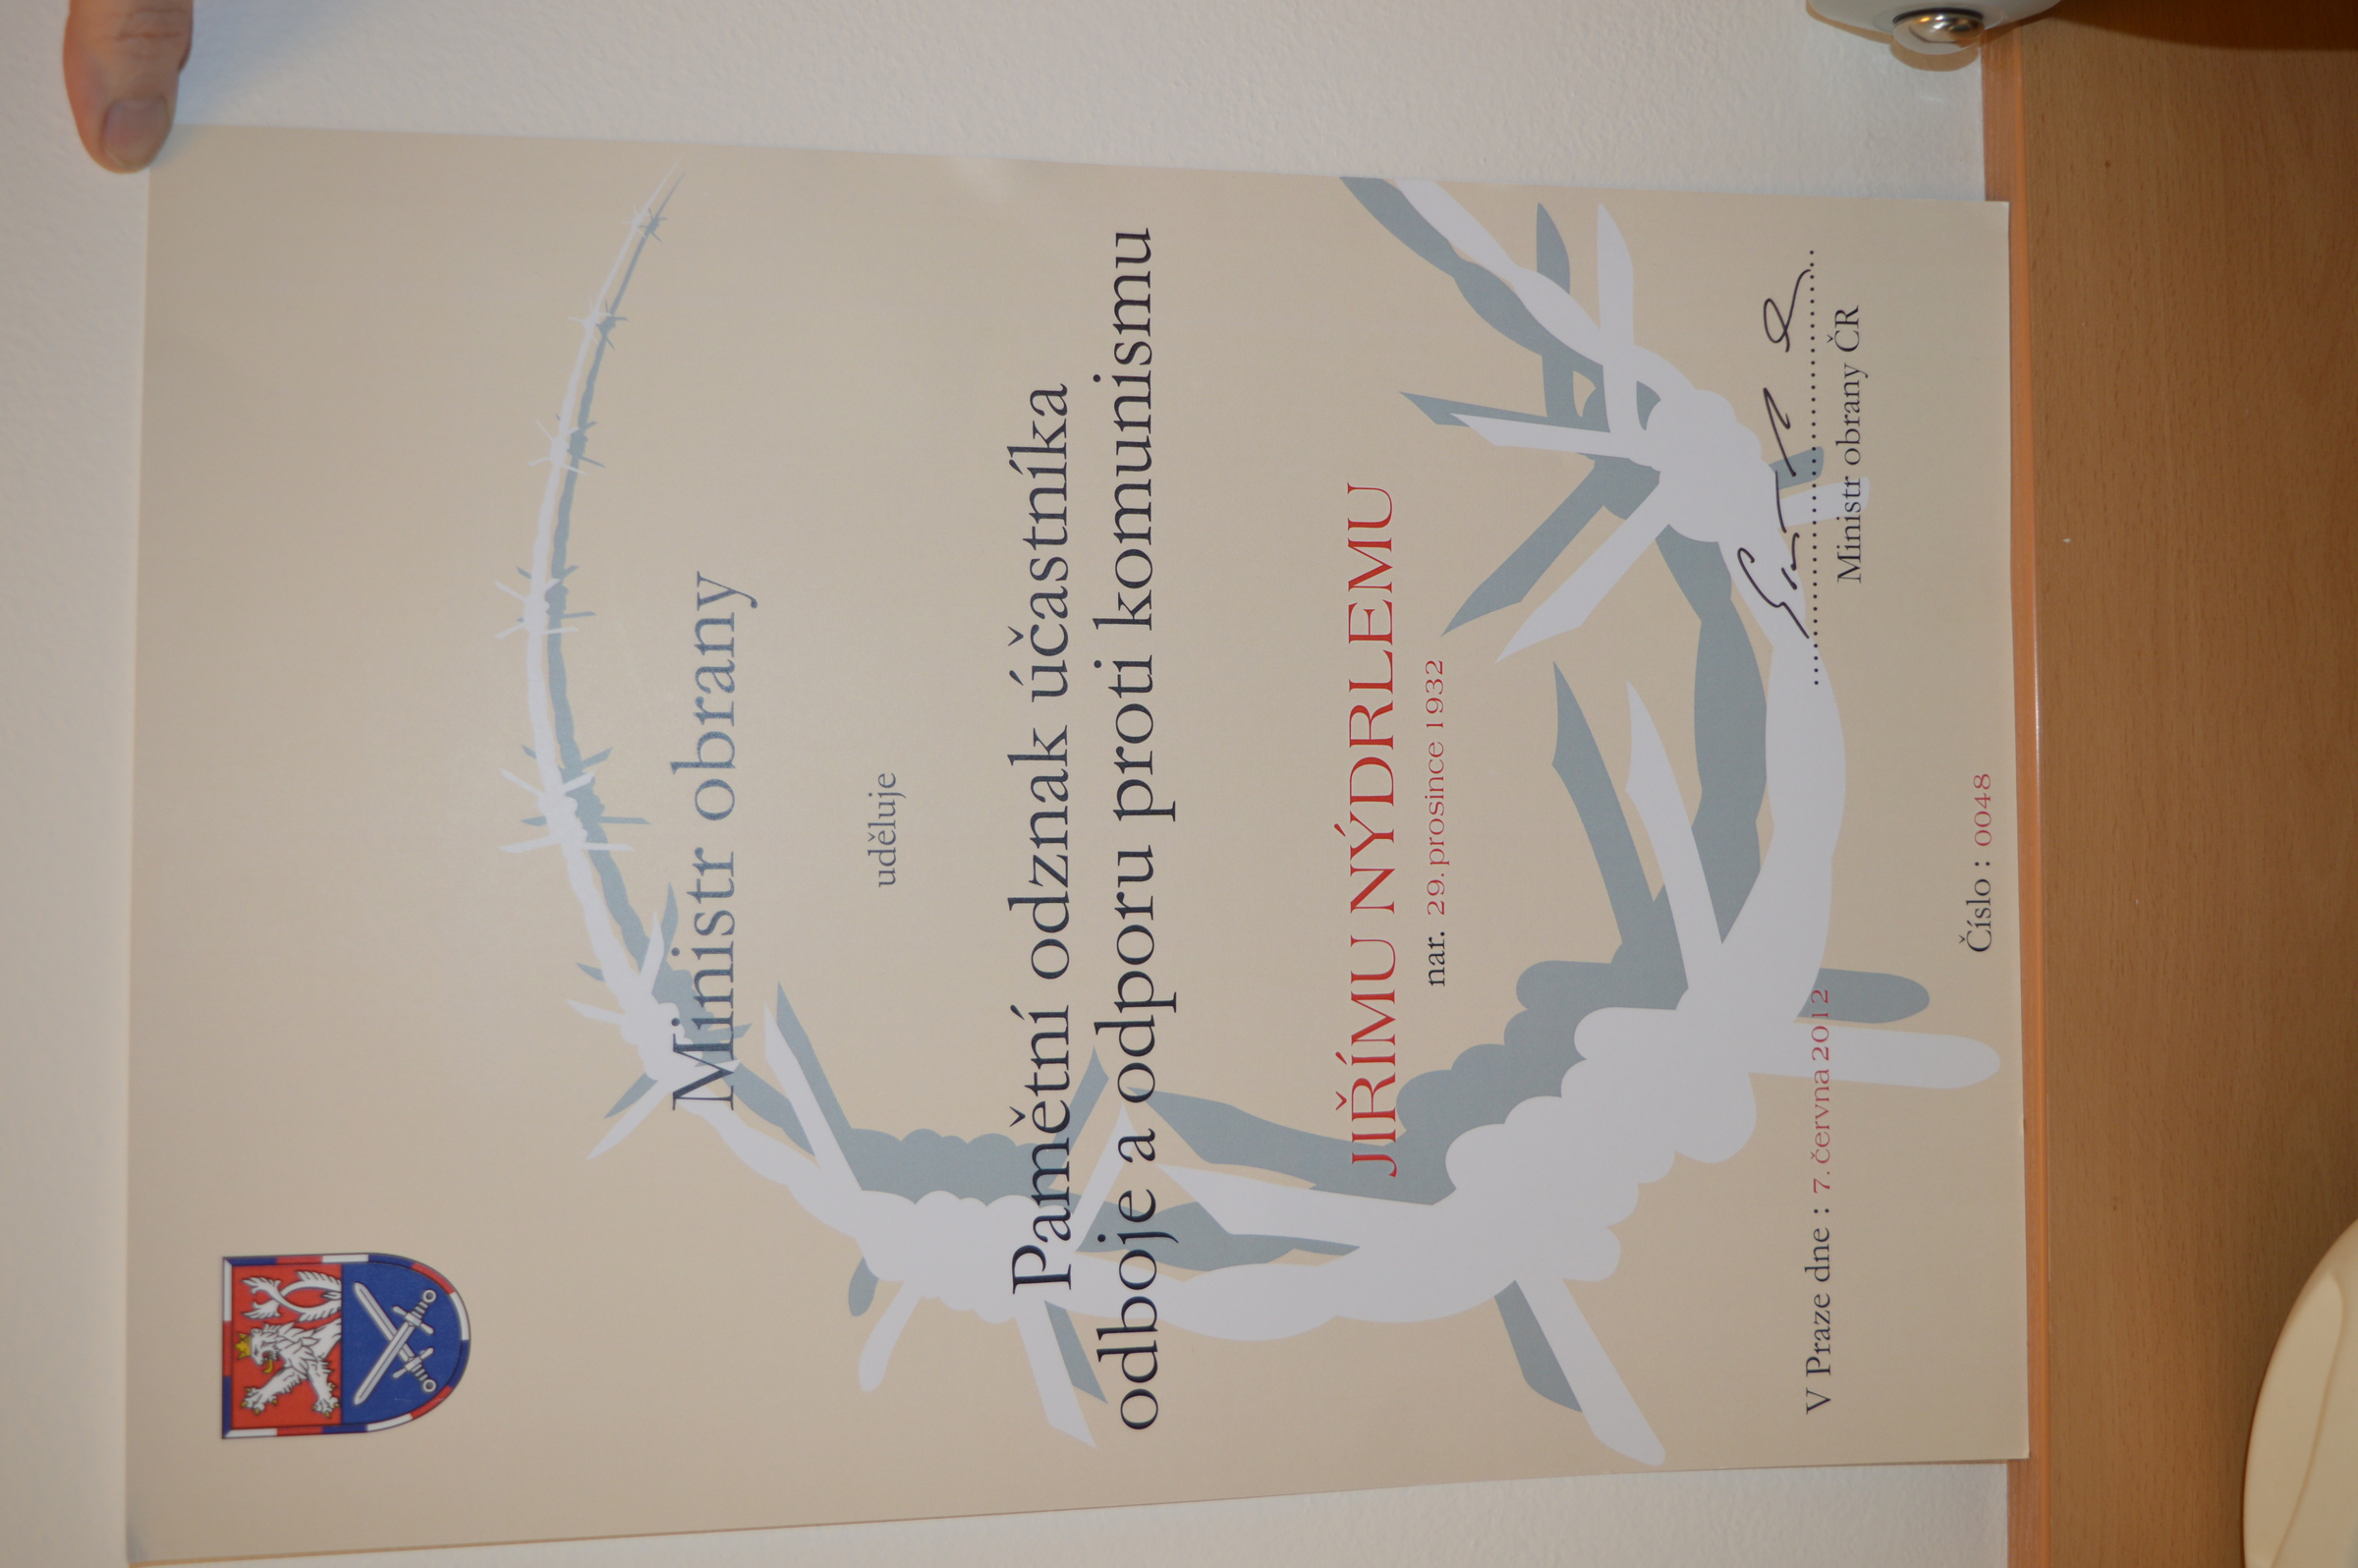 Ministr obrany
uděluje
Pamětní odznak účastníka
odboje a odporu proti komunismu
JIŘÍMU NÝDRLEMU
nar. 29.prosince 1932
V Praze dne : 7.června 2012
Ministr obrany ČR
Číslo : 0048